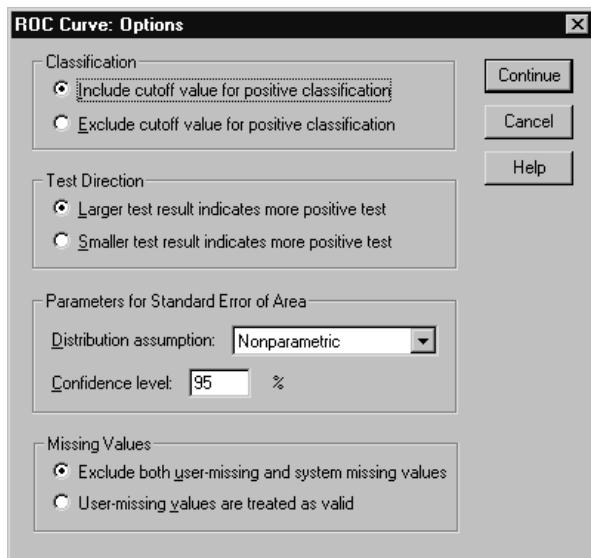 ROC Curve: Options
Classification
Include cutoff value for positive classification
Exclude cutoff value for positive classification
Test Direction
Larger test result indicates more positive test
Smaller test result indicates more positive test
Parameters for Standard Error of Area
Distribution assumption: Nonparametric
Confidence level: 95 %
Missing Values
Exclude both user-missing and system missing values
User-missing values are treated as valid
Continue
Cancel
Help